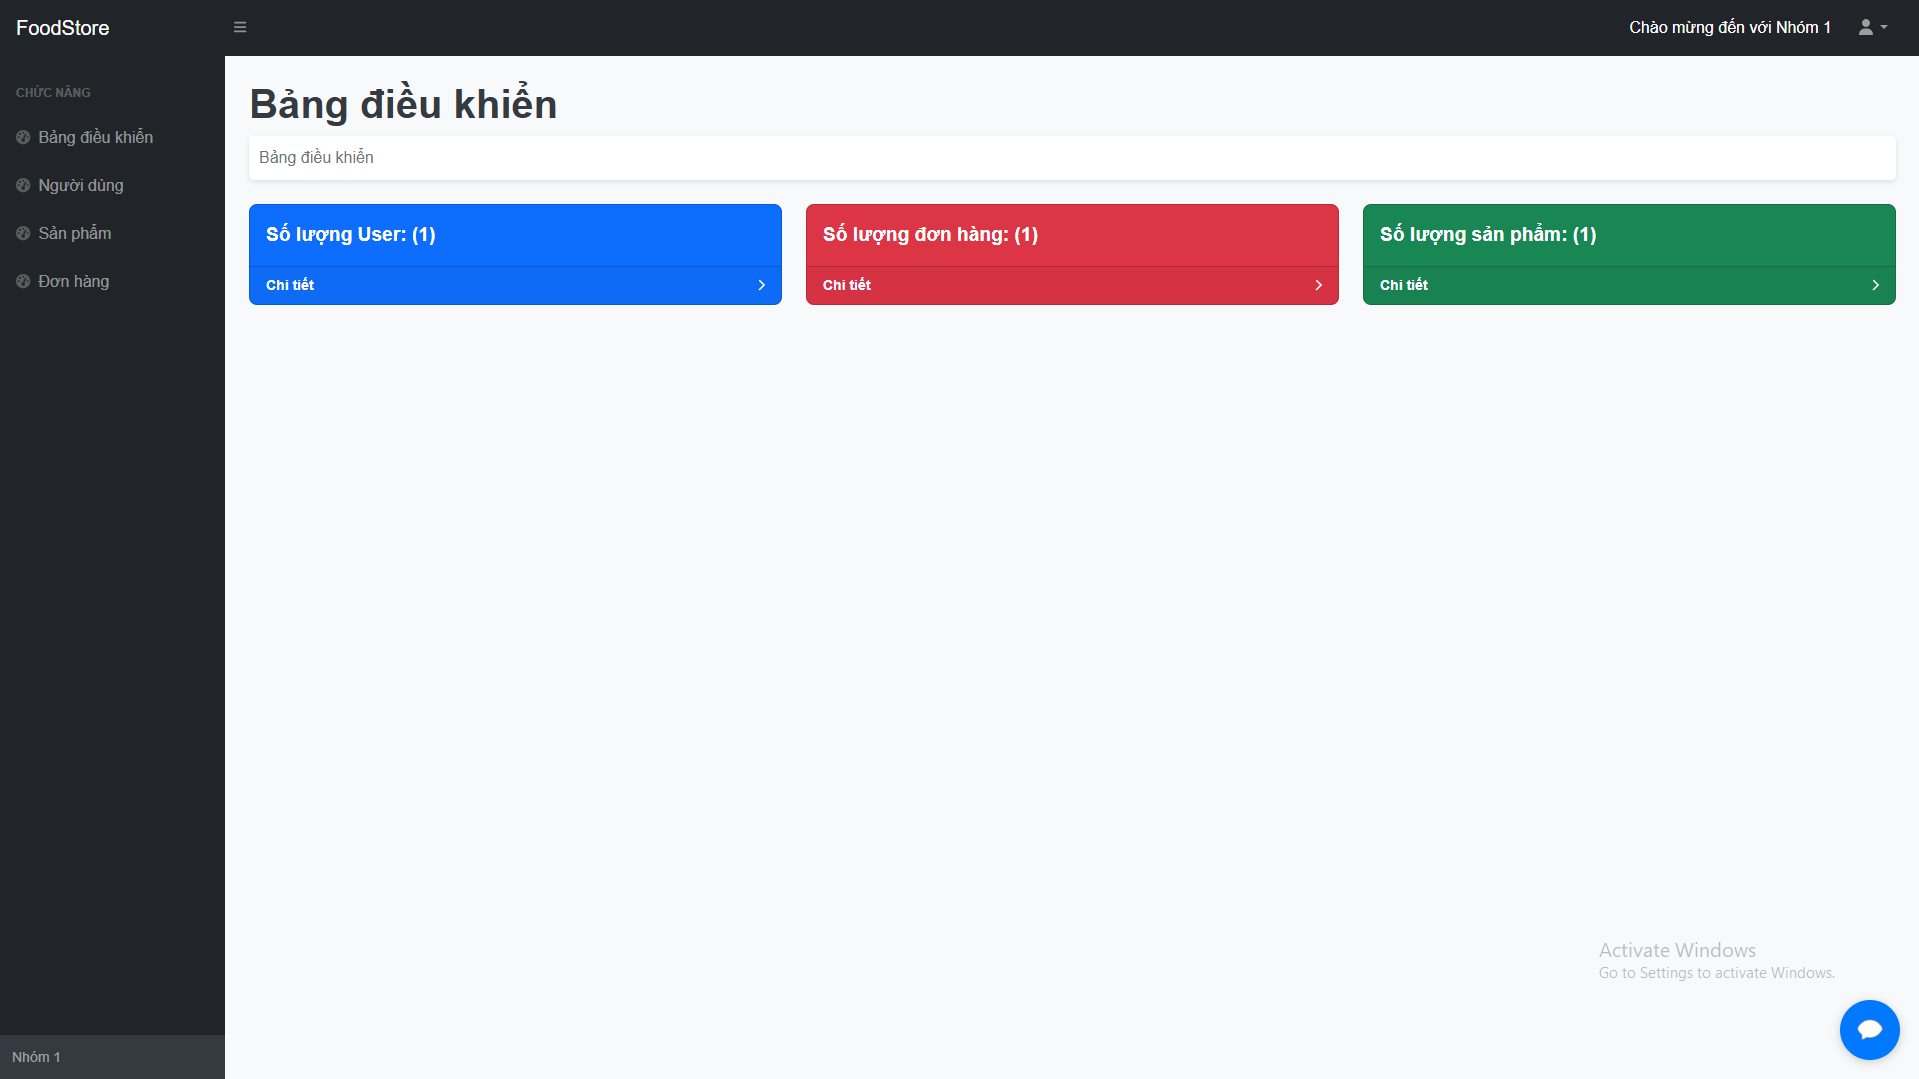 FoodStore
Chào mừng đến với Nhóm 1
CHỨC NĂNG
Bảng điều khiển
Người dùng
Sản phẩm
Đơn hàng
Nhóm 1
Bảng điều khiển
Bảng điều khiển
Số lượng User: (1)
Chi tiết
Số lượng đơn hàng: (1)
Chi tiết
Số lượng sản phẩm: (1)
Chi tiết
Activate Windows
Go to Settings to activate Windows.